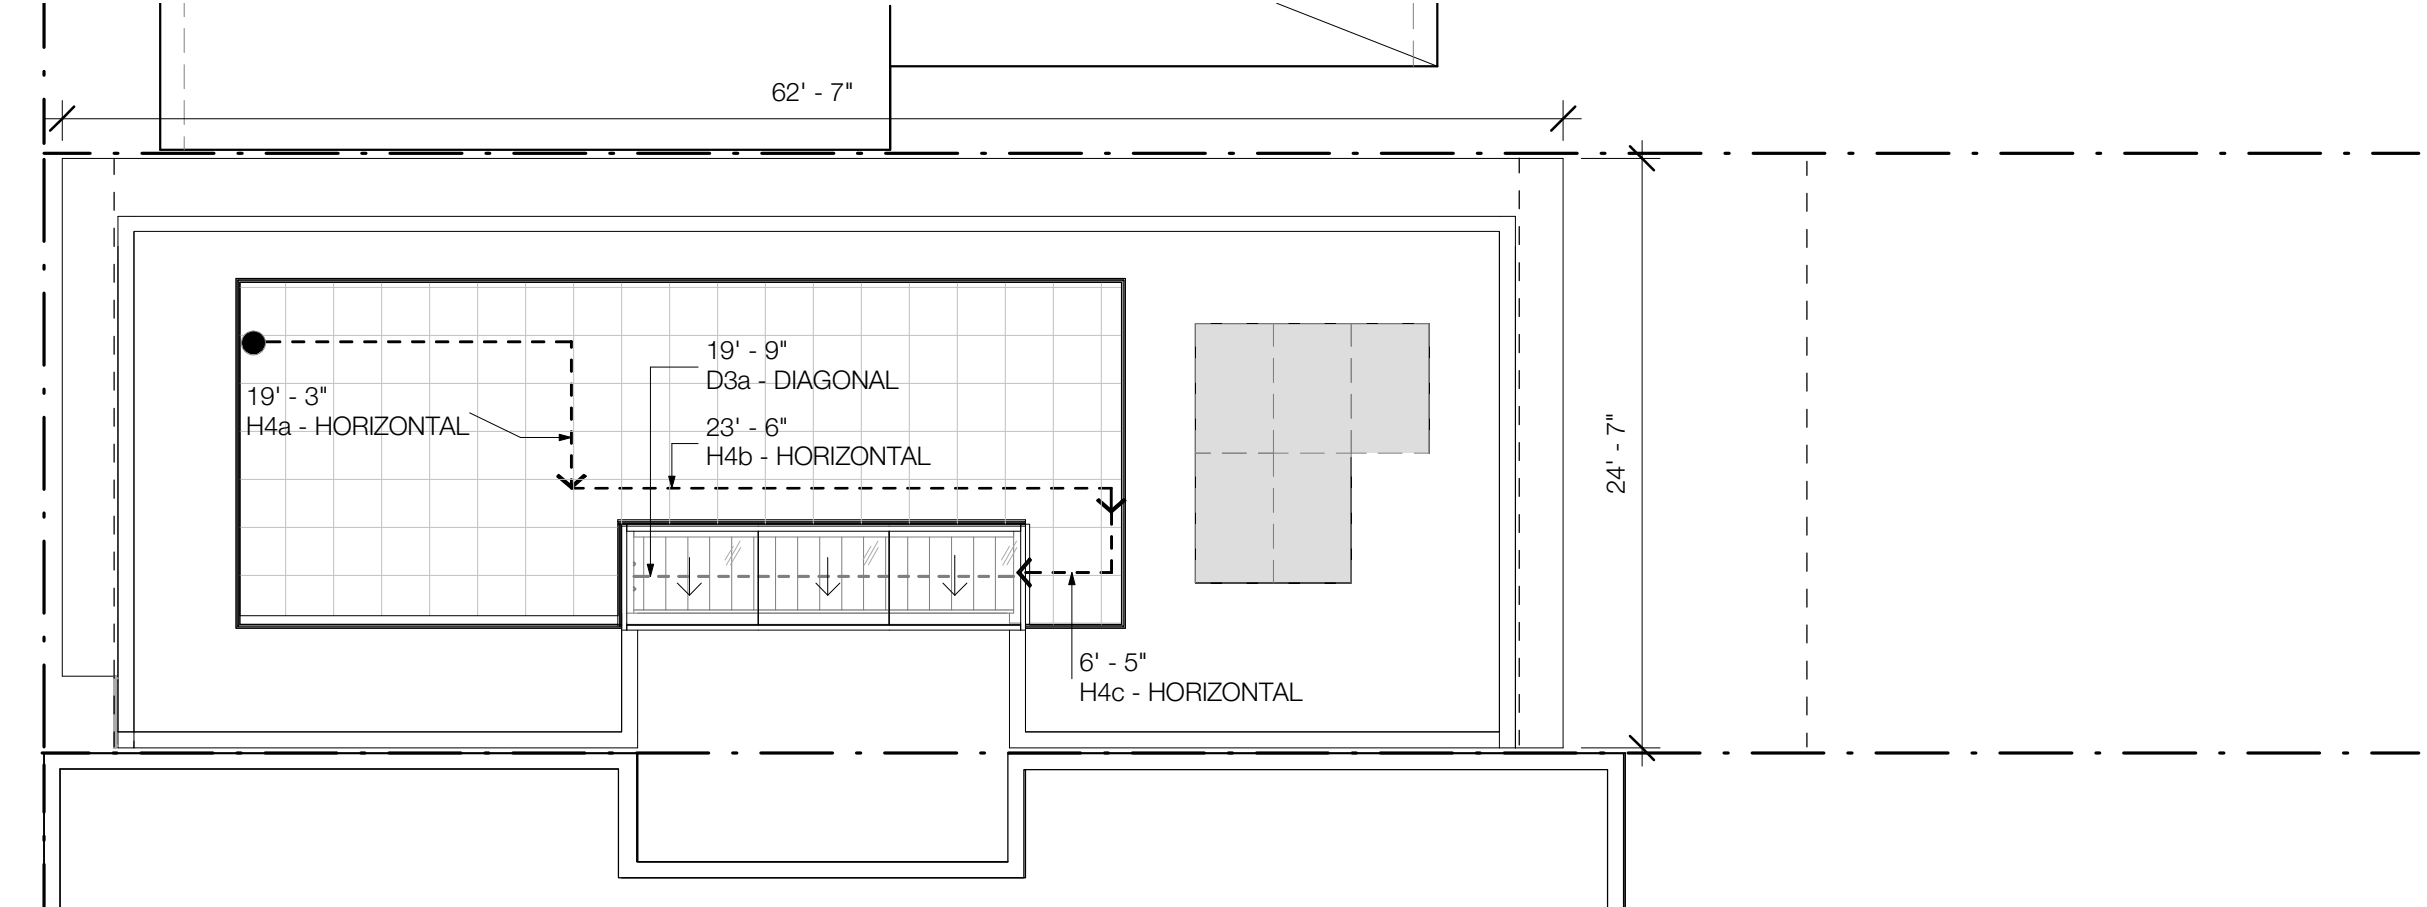 62' - 7"
19' - 9"
D3a - DIAGONAL
19' - 3"
H4a - HORIZONTAL
23' - 6"
H4b - HORIZONTAL
24' - 7"
6' - 5"
H4c - HORIZONTAL